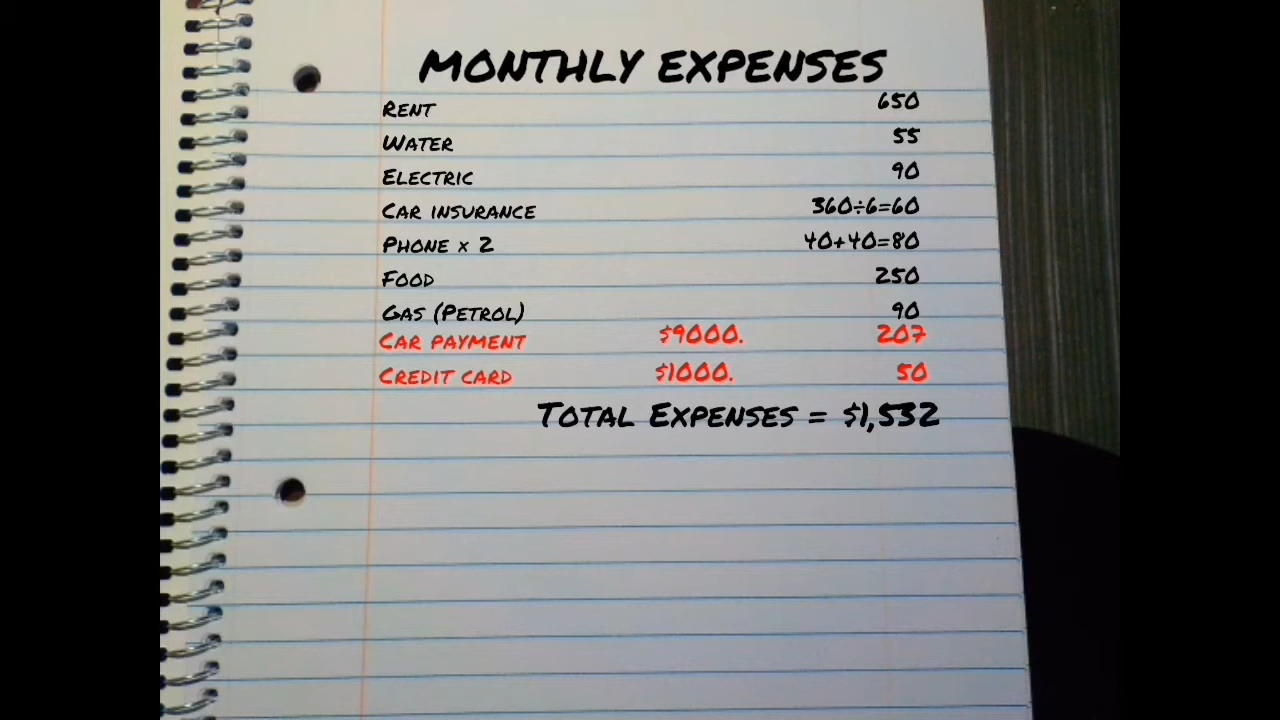 MONTHLY EXPENSES
RENT 650
WATER 55
ELECTRIC 90
CAR INSURANCE 360÷6=60
PHONE x 2 40+40=80
FOOD 250
GAS (PETROL) 90
CAR PAYMENT $9000. 207
CREDIT CARD $1000. 50
TOTAL EXPENSES = $1,532